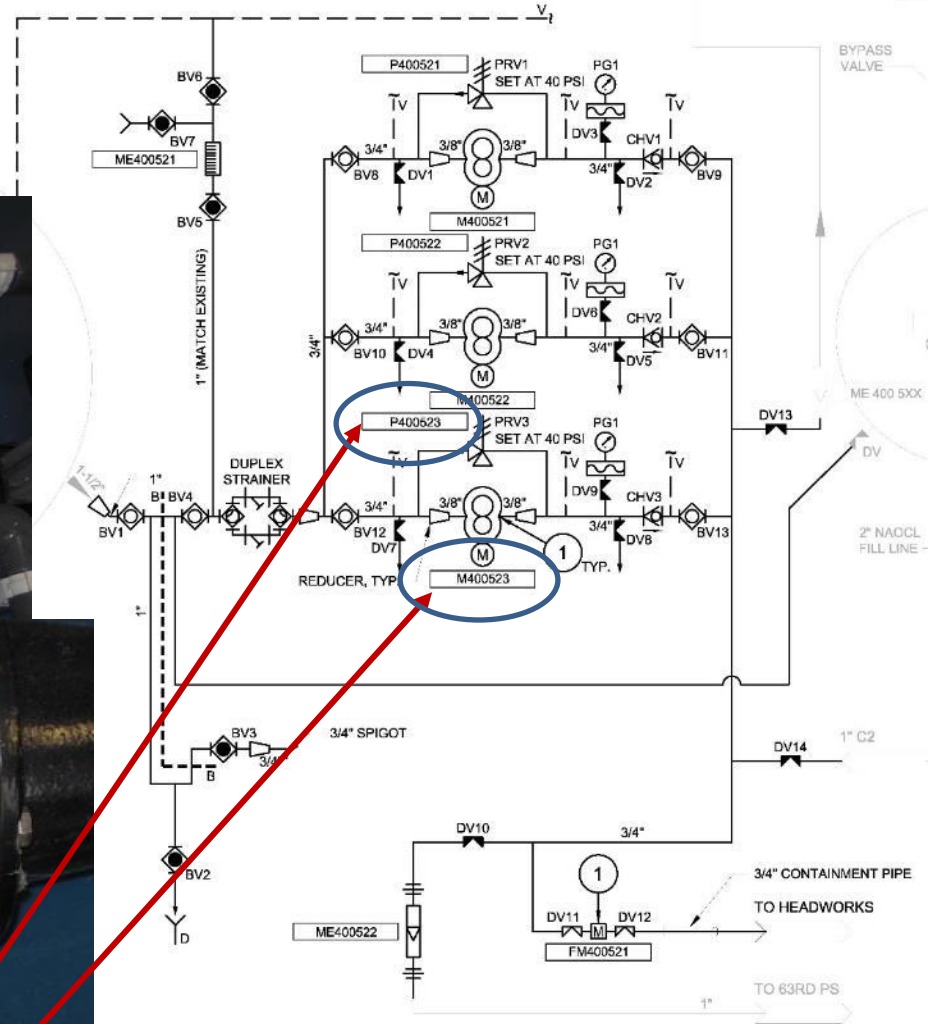 V
BV6
BV7
ME400521
BV5
1" (MATCH EXISTING)
P400521
PRV1
SET AT 40 PSI
PG1
V
V
DV3
CHV1
V
3/4"
3/8"
3/8"
BV8
DV1
3/4"
DV2
BV9
M
M400521
P400522
PRV2
SET AT 40 PSI
PG1
V
V
DV6
CHV2
V
3/4"
3/4"
3/8"
3/8"
BV10
DV4
3/4"
DV5
BV11
M
M400522
P400523
PRV3
SET AT 40 PSI
PG1
V
V
DV9
CHV3
V
3/4"
3/8"
3/8"
BV12
DV7
3/4"
DV8
BV13
M
M400523
1
TYP.
REDUCER, TYP.
DUPLEX
STRAINER
1-1/2"
BV1
1"
B
BV4
1"
BV3
3/4" SPIGOT
3/4"
B
BV2
D
BYPASS
VALVE
ME 400 5XX
DV13
DV
2" NAOCL
FILL LINE
DV14
1" C2
DV10
3/4"
1
DV11
M
DV12
FM400521
ME400522
3/4" CONTAINMENT PIPE
TO HEADWORKS
TO 63RD PS
1"